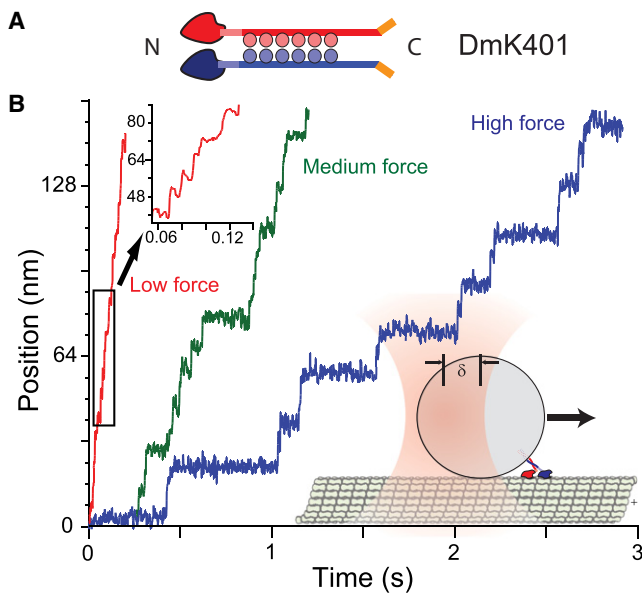 A
N
C
DmK401
B
Position (nm)
128
64
0
80
64
48
0.06
0.12
Low force
Medium force
High force
δ
+
0
1
2
3
Time (s)